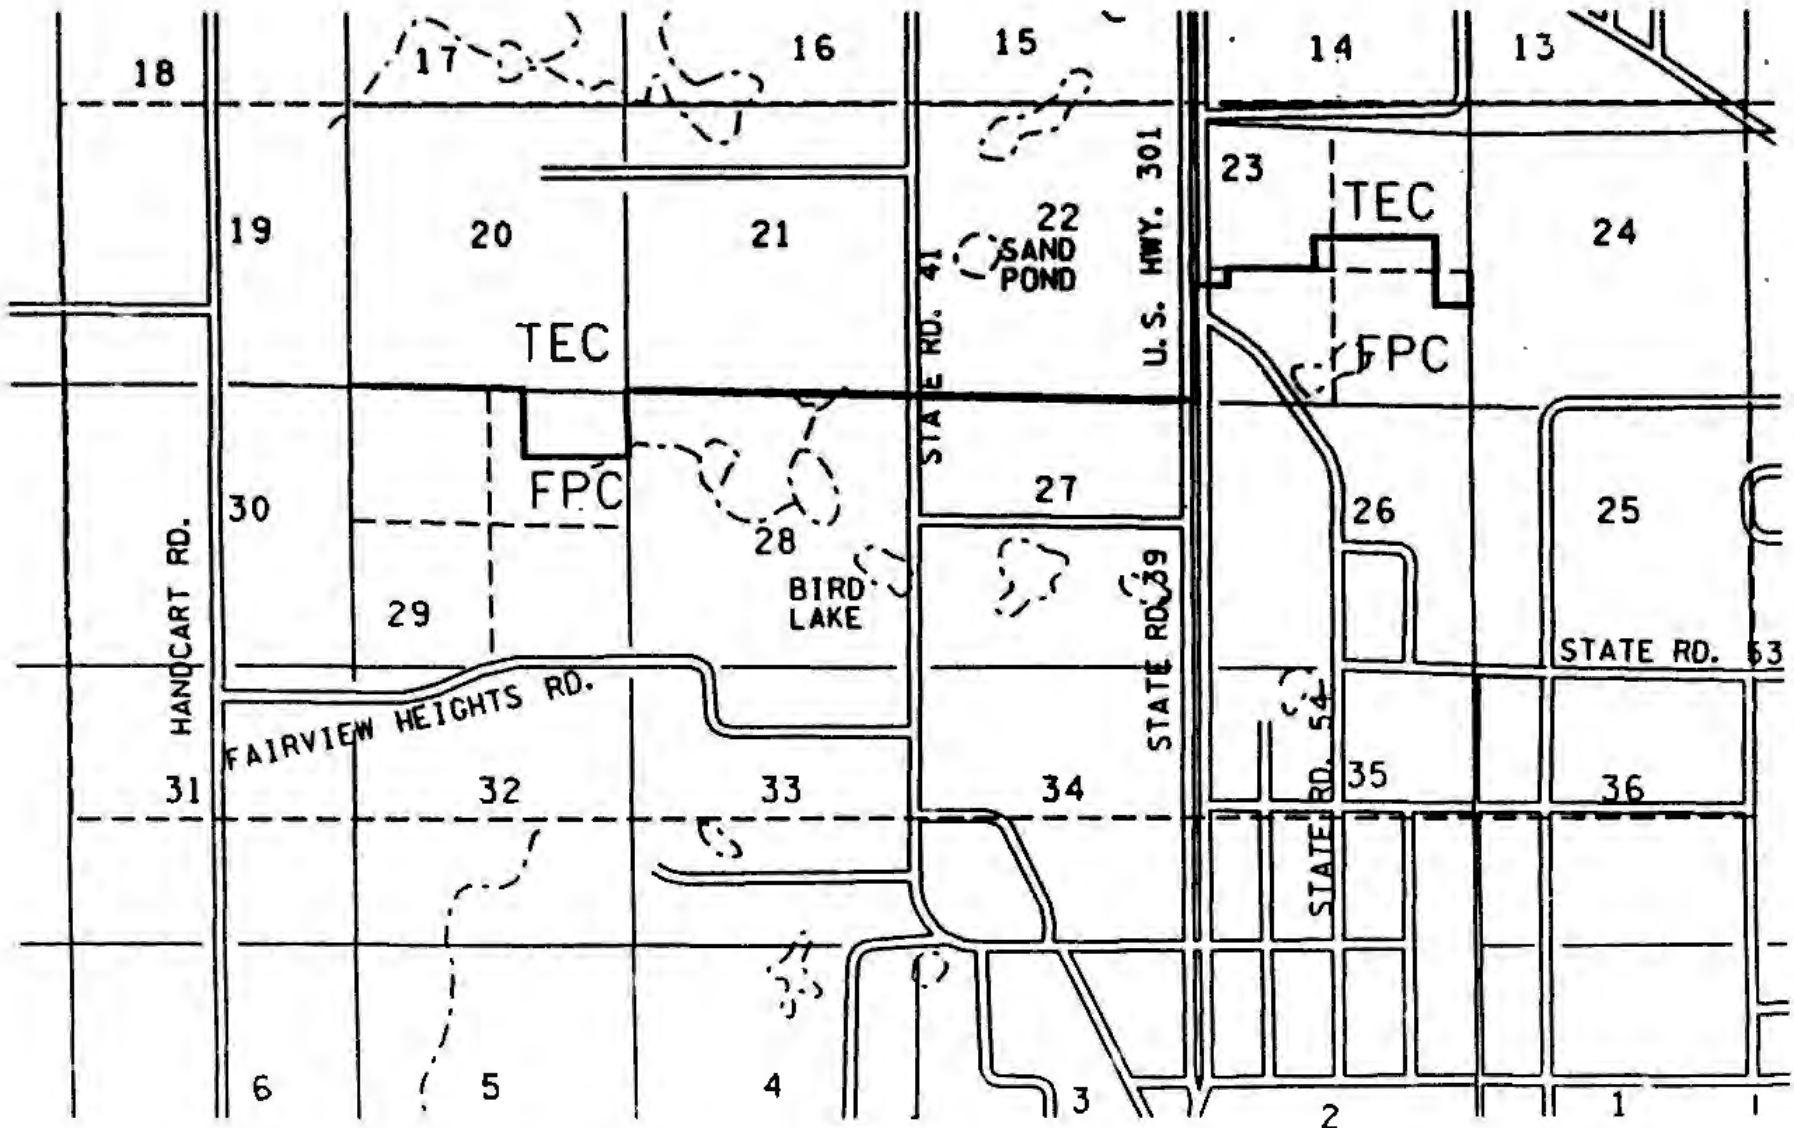 18
17
16
15
14
13
19
20
21
22
SAND
POND
23
TEC
24
STATE RD. 41
U.S. HWY. 301
TEC
FPC
FPC
30
29
28
BIRD
LAKE
27
26
25
HANDCART RD.
FAIRVIEW HEIGHTS RD.
STATE RD. 39
STATE RD. 54
STATE RD. 53
31
32
33
34
35
36
6
5
4
3
2
1